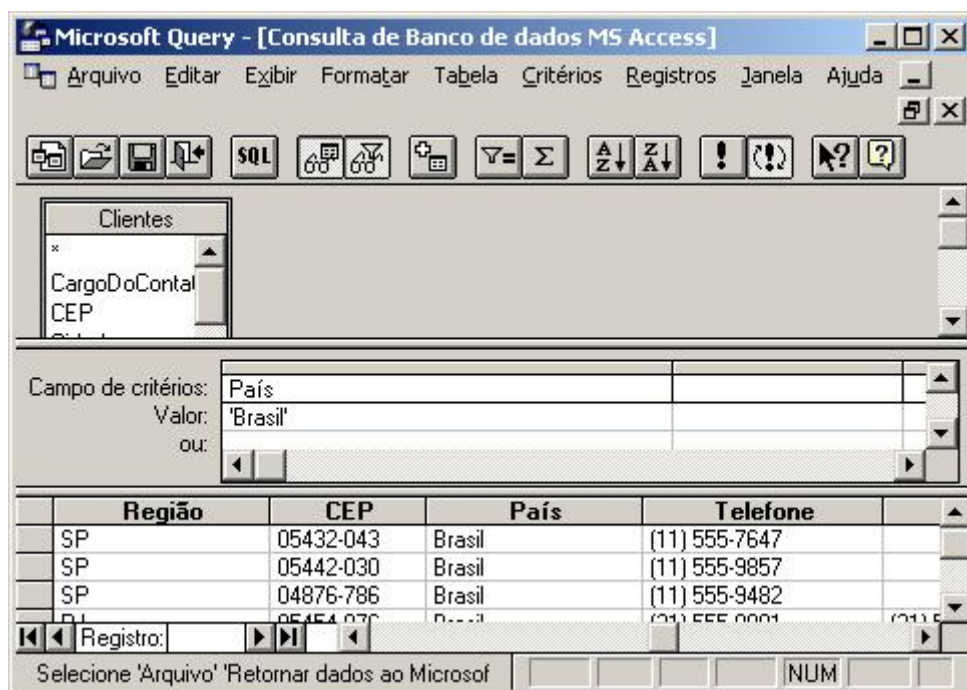 Microsoft Query - [Consulta de Banco de dados MS Access]
Arquivo Editar Exibir Formatar Tabela Critérios Registros Janela Ajuda
SQL
Clientes
*
CargoDoConta
CEP
Campo de critérios: País
Valor: 'Brasil'
ou:
Região CEP País Telefone
SP 05432-043 Brasil (11) 555-7647
SP 05442-030 Brasil (11) 555-9857
SP 04876-786 Brasil (11) 555-9482
Registro:
Selecione 'Arquivo' 'Retornar dados ao Microsof
NUM